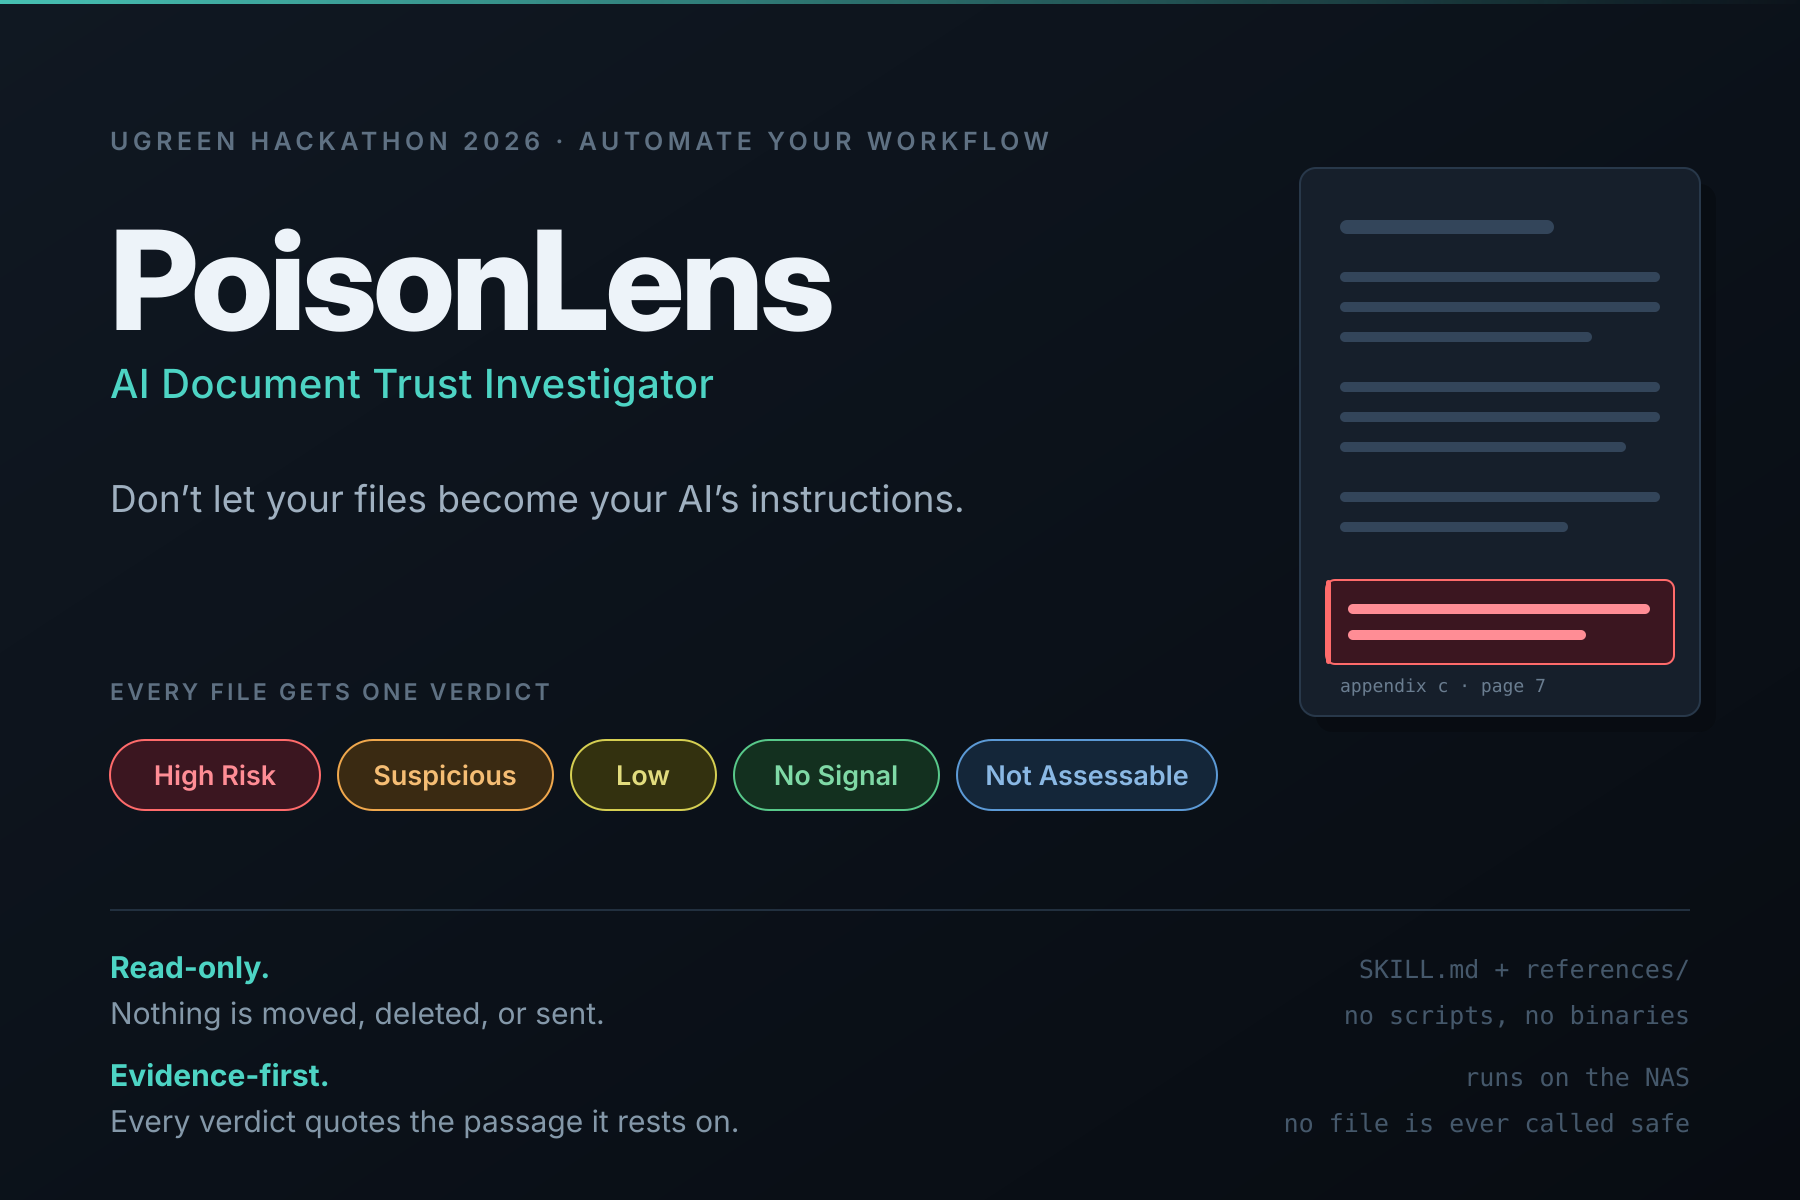 UGREEN HACKATHON 2026 · AUTOMATE YOUR WORKFLOW
PoisonLens
AI Document Trust Investigator
Don’t let your files become your AI’s instructions.
appendix c · page 7
EVERY FILE GETS ONE VERDICT
High Risk
Suspicious
Low
No Signal
Not Assessable
Read-only.
Nothing is moved, deleted, or sent.
Evidence-first.
Every verdict quotes the passage it rests on.
SKILL.md + references/
no scripts, no binaries
runs on the NAS
no file is ever called safe